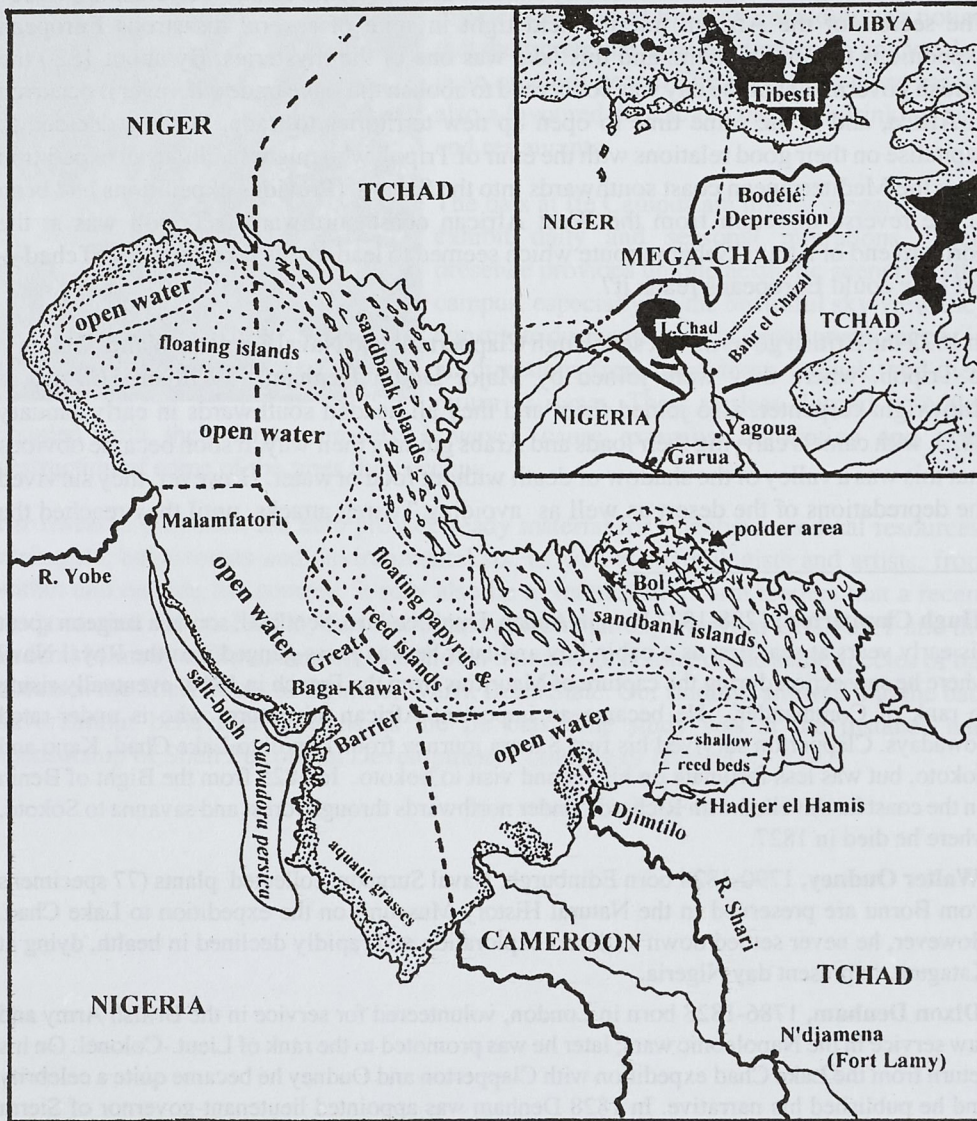 NIGER
TCHAD
open water
floating islands
sandbank islands
open water
Malamfatori
R. Yobe
open water
salt-bush
Salvadora persica
Great
Barrier
reed islands
floating papyrus &
Baga-Kawa
polder area
Bol
sandbank islands
open water
shallow
reed beds
Hadjer el Hamis
Djimtilo
aquatic grasses
CAMEROON
R. Shari
TCHAD
NIGERIA
N'djamena
(Fort Lamy)
LIBYA
Tibesti
NIGER
Bodele
Depression
MEGA-CHAD
L.Chad
Bahr el Ghazal
TCHAD
NIGERIA
Yagoua
Garua